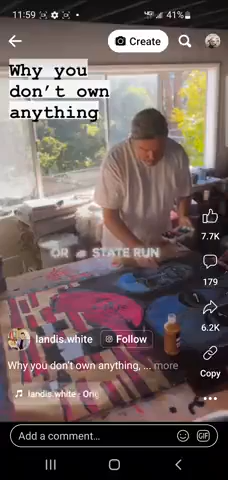 11:59
41%
Create
Why you
don't own
anything
OR STATE RUN
7.7K
179
6.2K
landis.white
Follow
Why you don't own anything, ... more
Copy
landis.white · Ori
Add a comment...
GIF